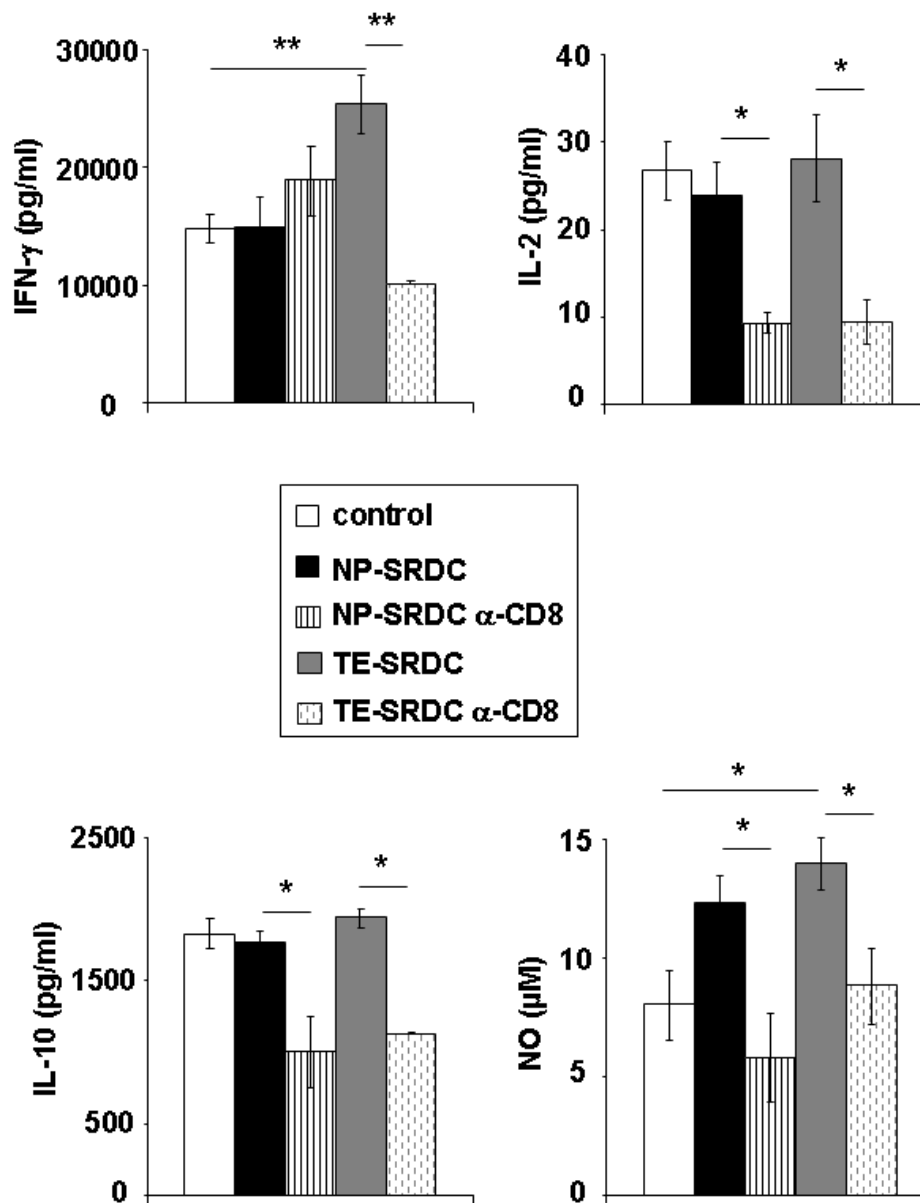 **
**
30000
20000
10000
0
IFN-γ (pg/ml)
*
*
40
30
20
10
0
IL-2 (pg/ml)
control
NP-SRDC
NP-SRDC α-CD8
TE-SRDC
TE-SRDC α-CD8
*
*
2500
1500
500
0
IL-10 (pg/ml)
*
*
*
15
10
5
0
NO (µM)